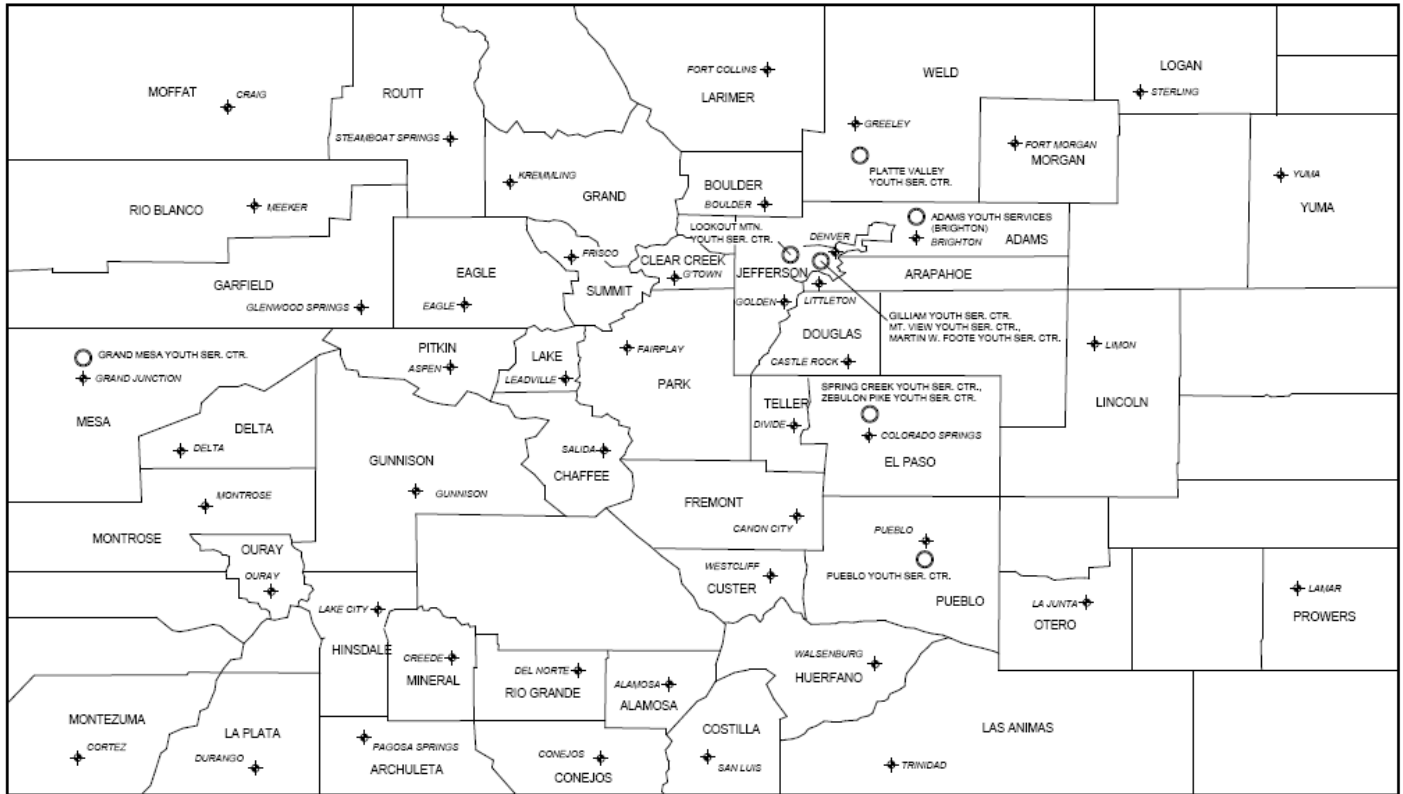 MOFFAT
CRAIG
ROUTT
STEAMBOAT SPRINGS
FORT COLLINS
LARIMER
WELD
GREELEY
PLATTE VALLEY
YOUTH SER. CTR.
LOGAN
STERLING
FORT MORGAN
MORGAN
YUMA
YUMA
RIO BLANCO
MEEKER
KREMMLING
GRAND
BOULDER
BOULDER
LOOKOUT MTN.
YOUTH SER. CTR.
DENVER
ADAMS YOUTH SERVICES
(BRIGHTON)
BRIGHTON
ADAMS
GARFIELD
GLENWOOD SPRINGS
EAGLE
EAGLE
FRISCO
SUMMIT
CLEAR CREEK
G'TOWN
JEFFERSON
GOLDEN
LITTLETON
ARAPAHOE
GILLIAM YOUTH SER. CTR.
MT. VIEW YOUTH SER. CTR.,
MARTIN W. FOOTE YOUTH SER. CTR.
DOUGLAS
CASTLE ROCK
LIMON
LINCOLN
GRAND MESA YOUTH SER. CTR.
GRAND JUNCTION
MESA
PITKIN
ASPEN
LAKE
LEADVILLE
FAIRPLAY
PARK
TELLER
DIVIDE
SPRING CREEK YOUTH SER. CTR.,
ZEBULON PIKE YOUTH SER. CTR.
COLORADO SPRINGS
EL PASO
DELTA
DELTA
GUNNISON
GUNNISON
SALIDA
CHAFFEE
FREMONT
CANON CITY
MONTROSE
MONTROSE
OURAY
OURAY
WESTCLIFF
CUSTER
PUEBLO
PUEBLO YOUTH SER. CTR.
PUEBLO
LA JUNTA
OTERO
LAMAR
PROWERS
LAKE CITY
HINSDALE
CREEDE
MINERAL
DEL NORTE
RIO GRANDE
ALAMOSA
ALAMOSA
WALSENBURG
HUERFANO
MONTEZUMA
CORTEZ
LA PLATA
DURANGO
PAGOSA SPRINGS
ARCHULETA
CONEJOS
CONEJOS
COSTILLA
SAN LUIS
LAS ANIMAS
TRINIDAD